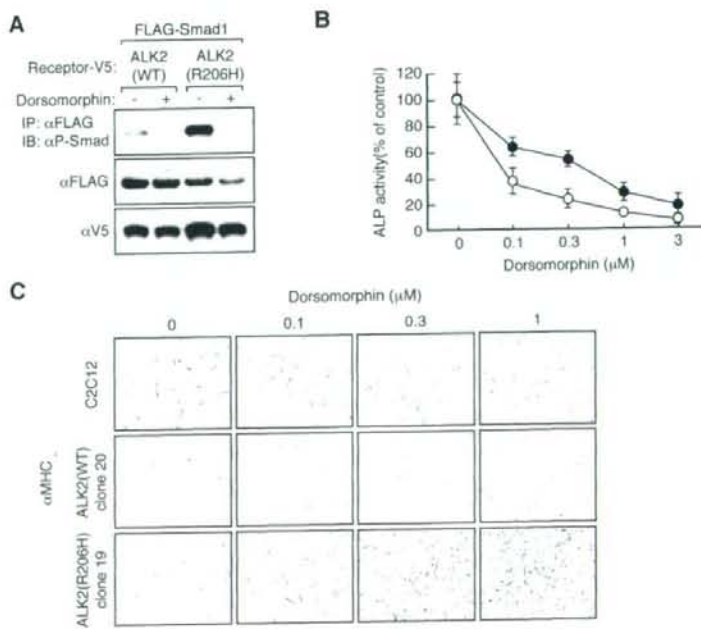 A
FLAG-Smad1
Receptor-V5: ALK2 (WT) ALK2 (R206H)
Dorsomorphin: - + - +
IP: αFLAG
IB: αP-Smad
αFLAG
αV5
B
ALP activity(% of control)
120
100
80
60
40
20
0
0 0.1 0.3 1 3
Dorsomorphin (μM)
C
Dorsomorphin (μM)
0 0.1 0.3 1
αMHC
C2C12
ALK2(WT)
clone 20
ALK2(R206H)
clone 19